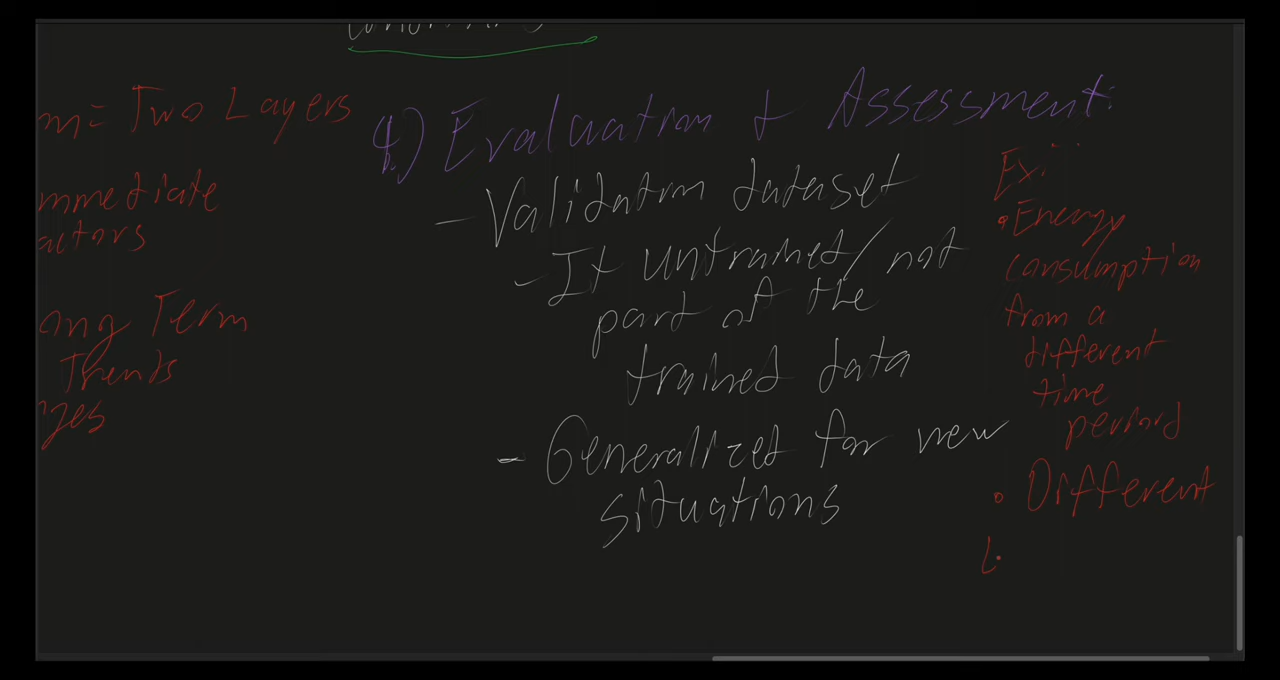 m= Two Layers
mmediate
actors
ong Term
Trends
ges
) Evaluation + Assessment:
- Validation dataset
- It untrained/not
part of the
trained data
- Generalized for new
situations
Ex:
• Energy
consumption
from a
different
time
period
• Different